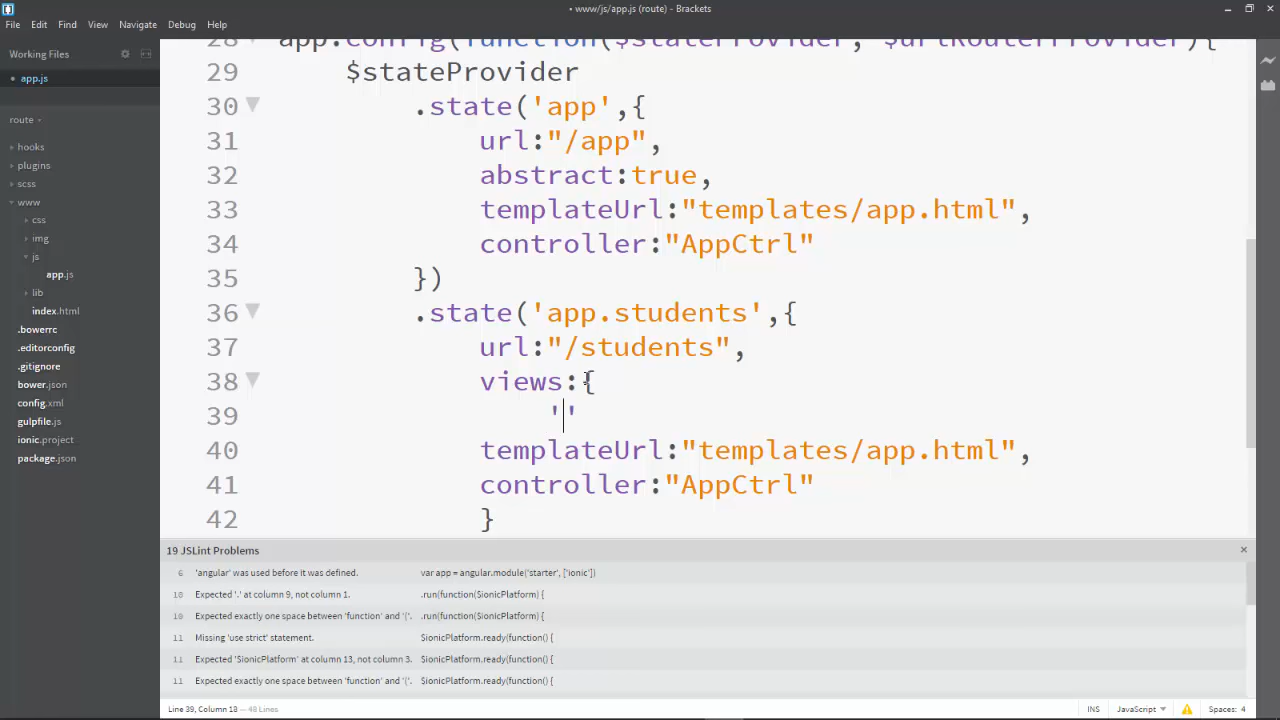 • www/js/app.js (route) - Brackets
File Edit Find View Navigate Debug Help
Working Files
• app.js
route
hooks
plugins
scss
www
css
img
js
app.js
lib
index.html
.bowerrc
.editorconfig
.gitignore
bower.json
config.xml
gulpfile.js
ionic.project
package.json
28 app.config(function($stateProvider, $urlRouterProvider){
29 $stateProvider
30 .state('app',{
31 url:"/app",
32 abstract:true,
33 templateUrl:"templates/app.html",
34 controller:"AppCtrl"
35 })
36 .state('app.students',{
37 url:"/students",
38 views:{
39 ''
40 templateUrl:"templates/app.html",
41 controller:"AppCtrl"
42 }
19 JSLint Problems
6 'angular' was used before it was defined. var app = angular.module('starter', ['ionic'])
10 Expected '.' at column 9, not column 1. .run(function($ionicPlatform) {
10 Expected exactly one space between 'function' and '('. .run(function($ionicPlatform) {
11 Missing 'use strict' statement. $ionicPlatform.ready(function() {
11 Expected '$ionicPlatform' at column 13, not column 3. $ionicPlatform.ready(function() {
11 Expected exactly one space between 'function' and '('. $ionicPlatform.ready(function() {
Line 39, Column 18 — 48 Lines
INS JavaScript Spaces: 4